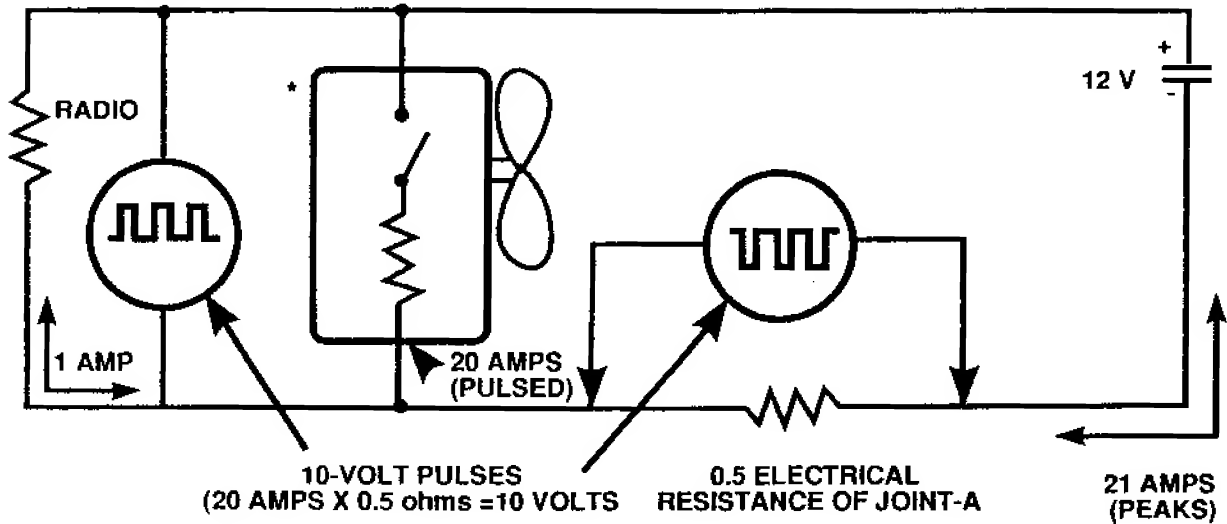 RADIO
*
+
12 V
-
1 AMP
20 AMPS
(PULSED)
10-VOLT PULSES
(20 AMPS X 0.5 ohms =10 VOLTS
0.5 ELECTRICAL
RESISTANCE OF JOINT-A
21 AMPS
(PEAKS)